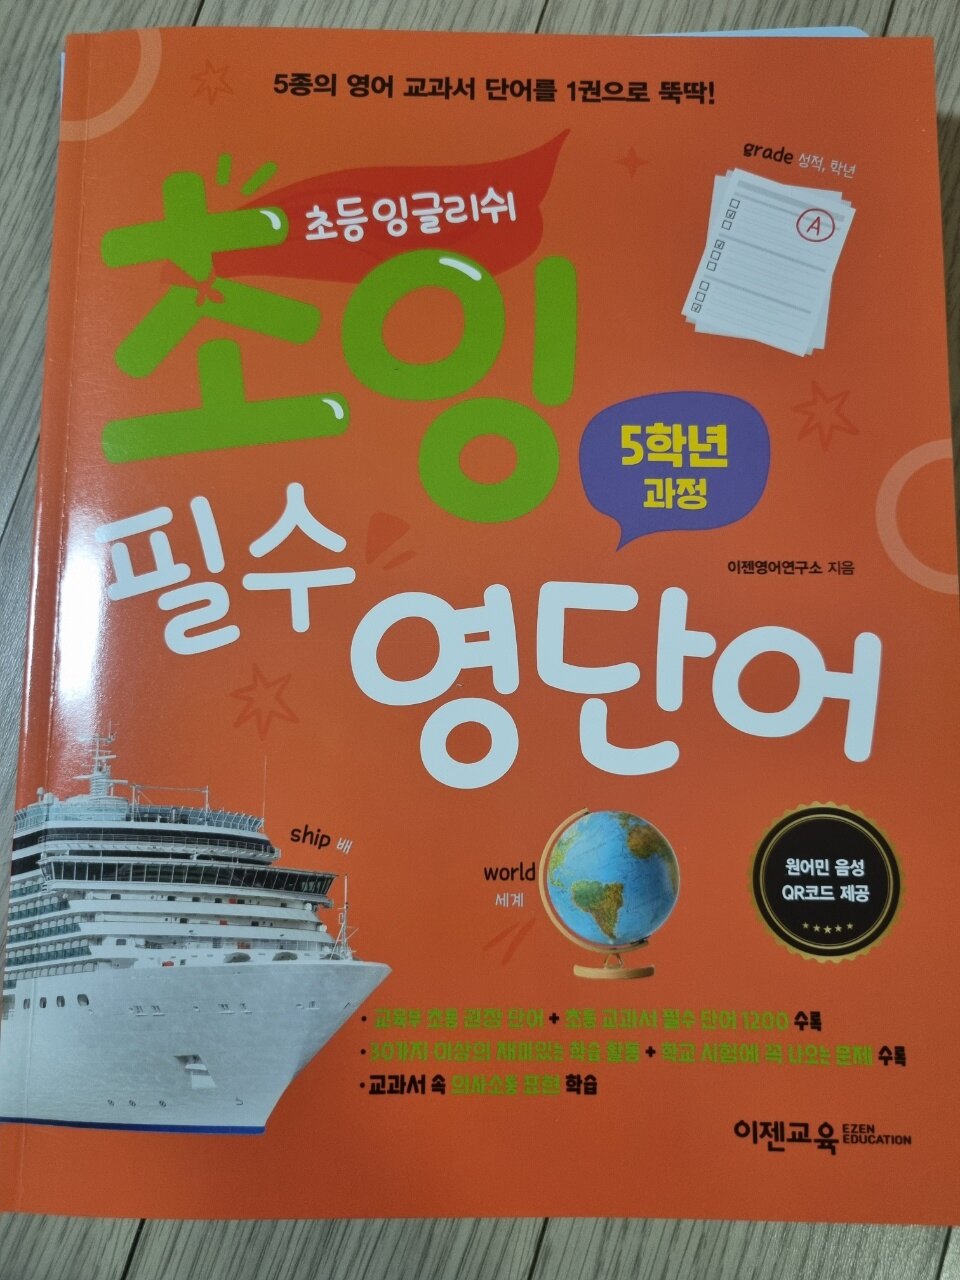 5종의 영어 교과서 단어를 1권으로 뚝딱!
grade 성적, 학년
A
초등 잉글리쉬
초잉
5학년
과정
필수
이젠영어연구소 지음
영단어
ship 배
world
세계
원어민 음성
QR코드 제공
• 교육부 초등 권장 단어 + 초등 교과서 필수 단어 1200 수록
• 30가지 이상의 재미있는 학습 활동 + 학교 시험에 꼭 나오는 문제 수록
• 교과서 속 의사소통 표현 학습
이젠교육 EZEN
EDUCATION